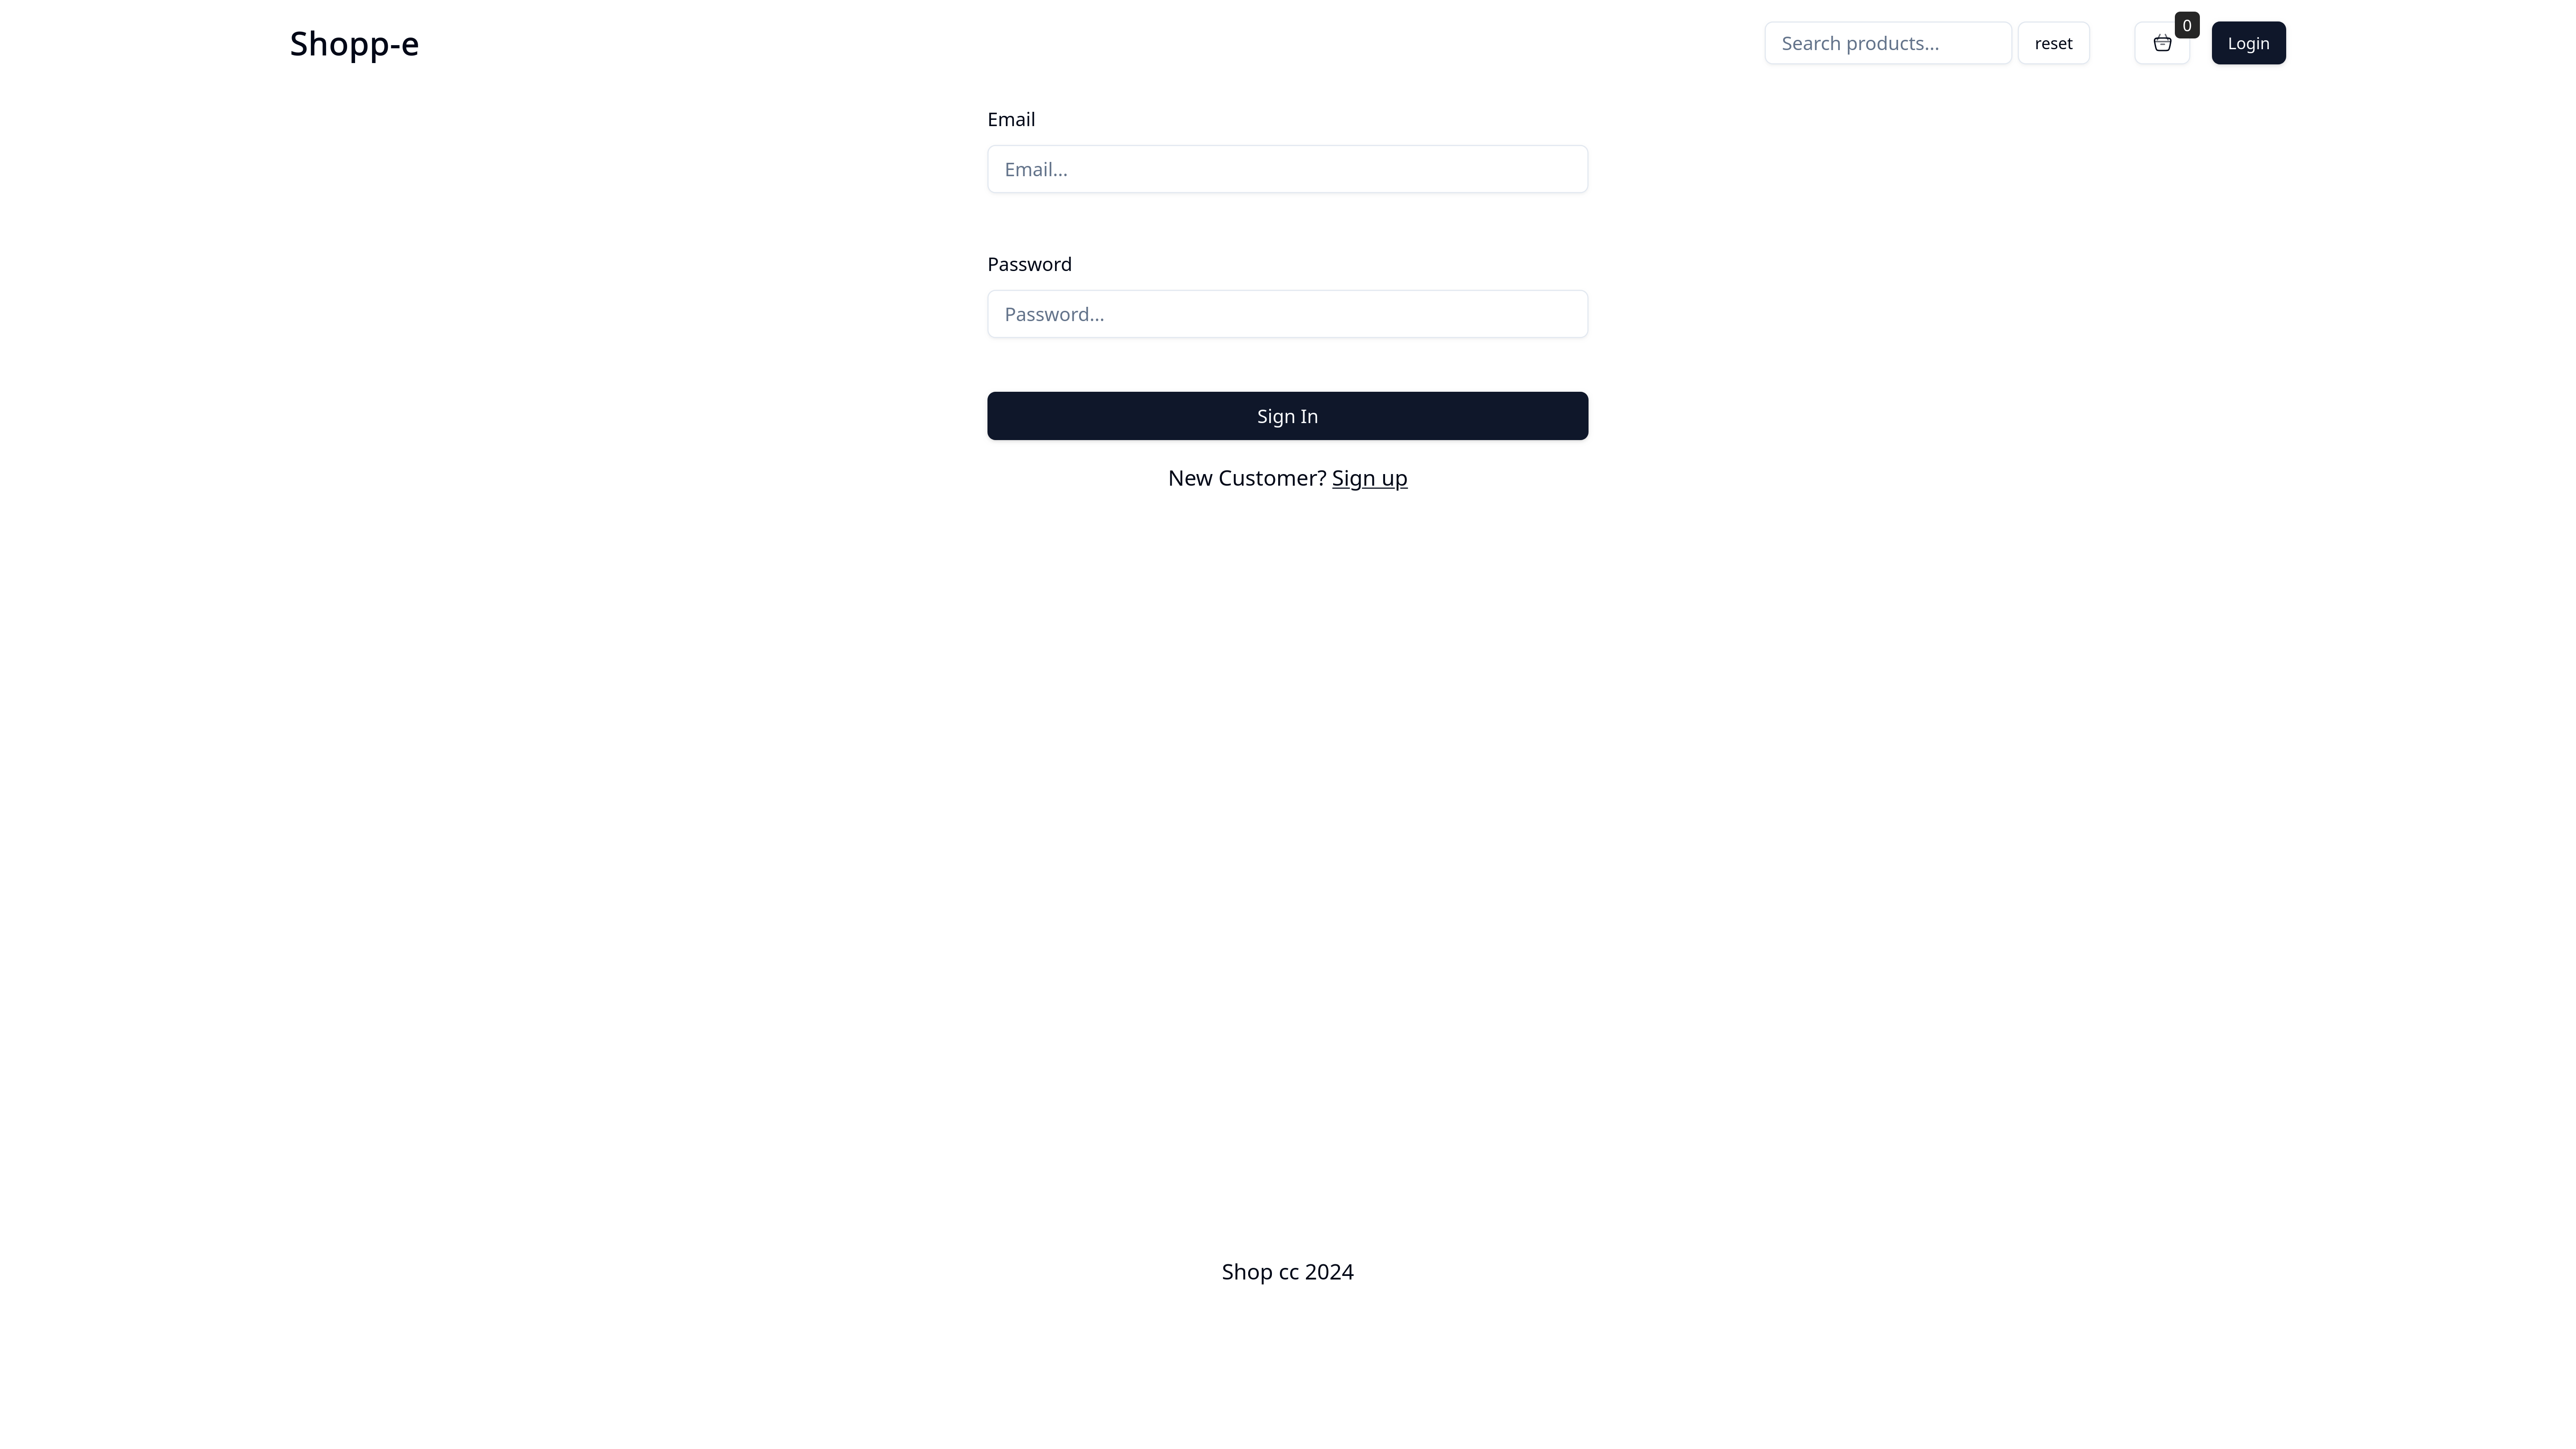 Shopp-e
Search products...
reset
0
Login
Email
Email...
Password
Password...
Sign In
New Customer? Sign up
Shop cc 2024